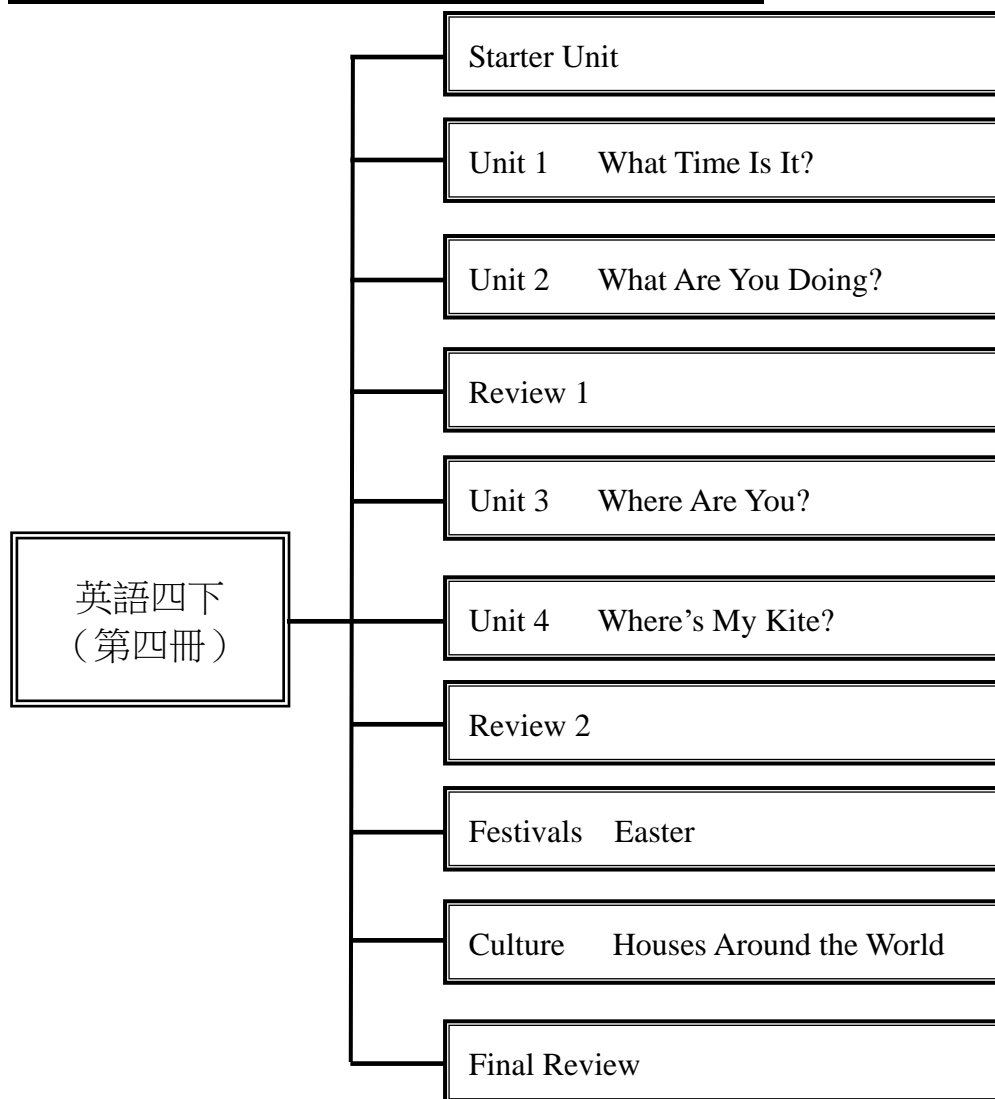 Starter Unit
Unit 1 What Time Is It?
Unit 2 What Are You Doing?
Review 1
Unit 3 Where Are You?
英語四下
（第四冊）
Unit 4 Where’s My Kite?
Review 2
Festivals Easter
Culture Houses Around the World
Final Review